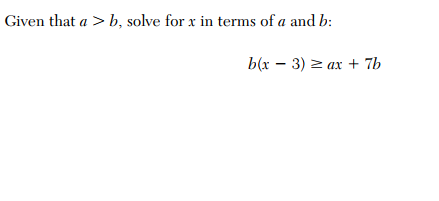 Given that a > b, solve for x in terms of a and b:
b(x − 3) ≥ ax + 7b